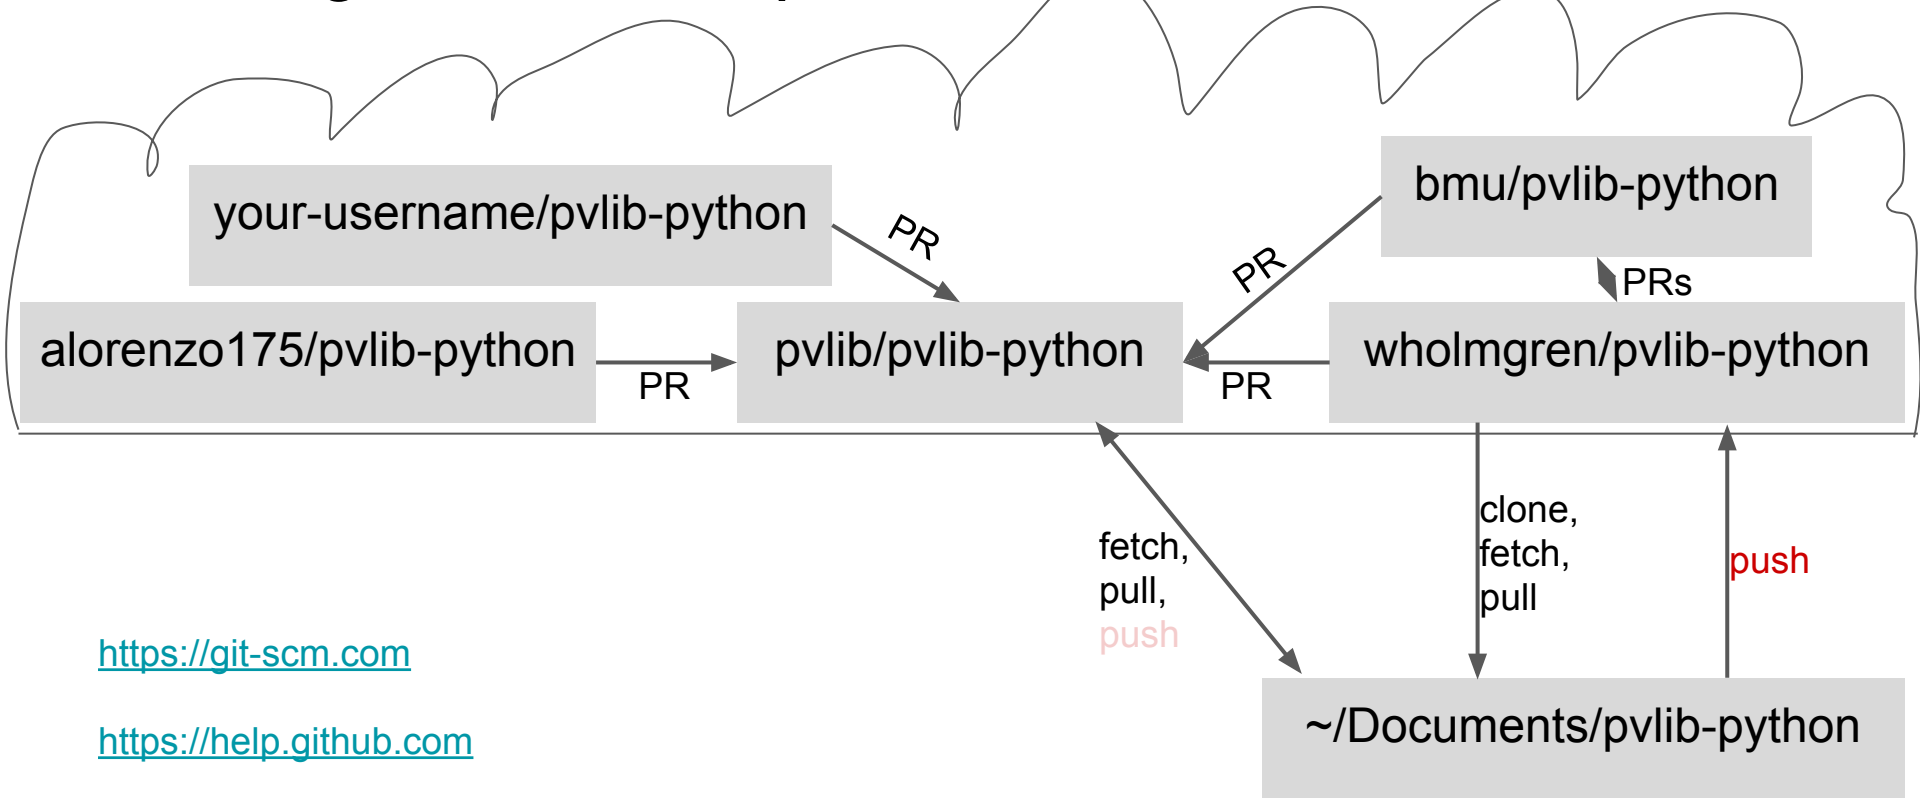 your-username/pvlib-python
bmu/pvlib-python
PR
PR
PRs
alorenzo175/pvlib-python
pvlib/pvlib-python
wholmgren/pvlib-python
PR
PR
clone,
fetch,
pull
fetch,
pull,
push
push
https://git-scm.com
https://help.github.com
~/Documents/pvlib-python